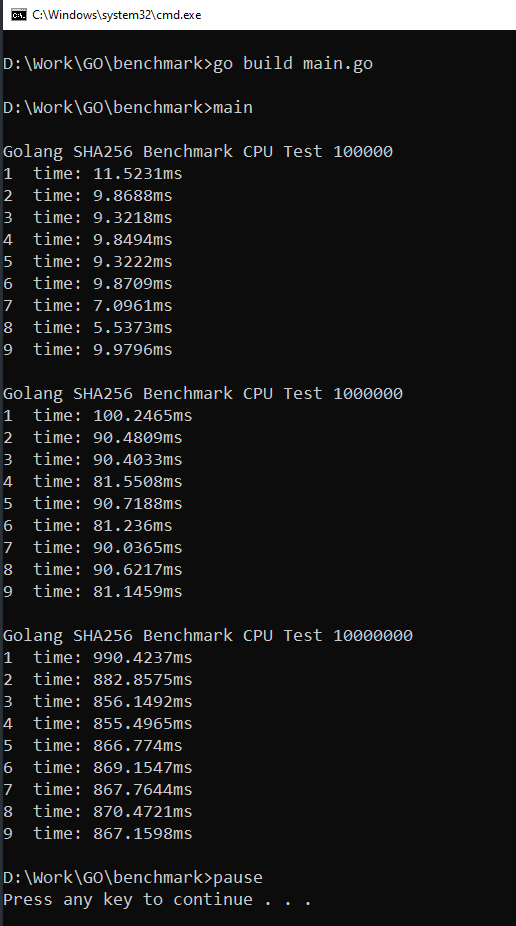 C:\Windows\system32\cmd.exe
D:\Work\GO\benchmark>go build main.go
D:\Work\GO\benchmark>main
Golang SHA256 Benchmark CPU Test 100000
1  time: 11.5231ms
2  time: 9.8688ms
3  time: 9.3218ms
4  time: 9.8494ms
5  time: 9.3222ms
6  time: 9.8709ms
7  time: 7.0961ms
8  time: 5.5373ms
9  time: 9.9796ms
Golang SHA256 Benchmark CPU Test 1000000
1  time: 100.2465ms
2  time: 90.4809ms
3  time: 90.4033ms
4  time: 81.5508ms
5  time: 90.7188ms
6  time: 81.236ms
7  time: 90.0365ms
8  time: 90.6217ms
9  time: 81.1459ms
Golang SHA256 Benchmark CPU Test 10000000
1  time: 990.4237ms
2  time: 882.8575ms
3  time: 856.1492ms
4  time: 855.4965ms
5  time: 866.774ms
6  time: 869.1547ms
7  time: 867.7644ms
8  time: 870.4721ms
9  time: 867.1598ms
D:\Work\GO\benchmark>pause
Press any key to continue . . .